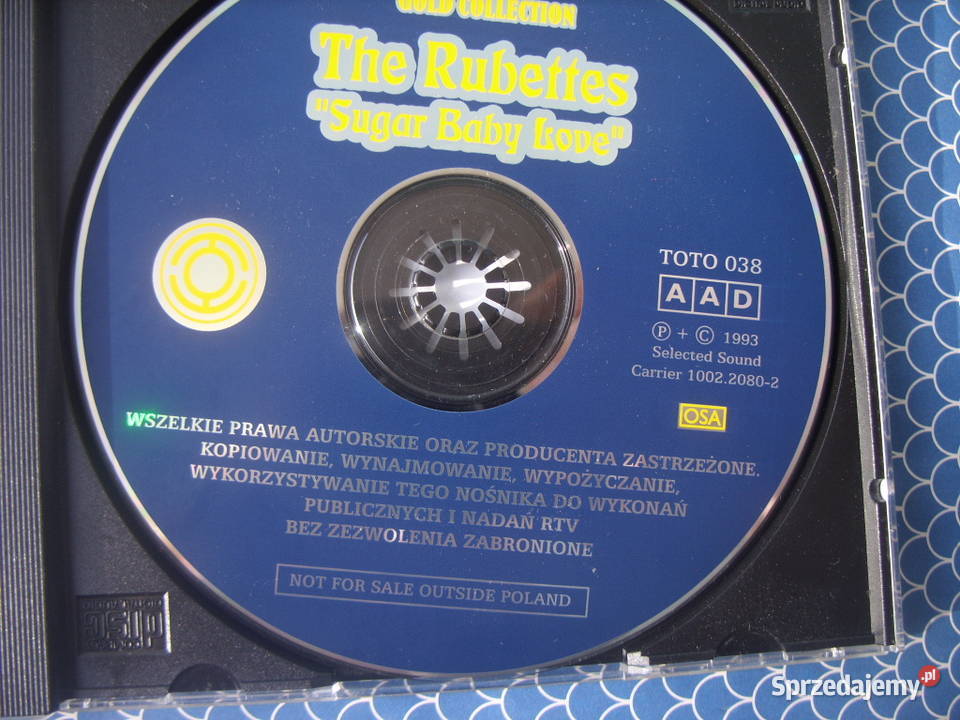 GOLD COLLECTION
The Rubettes
"Sugar Baby Love"
TOTO 038
AAD
Ⓟ + © 1993
Selected Sound
Carrier 1002.2080-2
OSA
WSZELKIE PRAWA AUTORSKIE ORAZ PRODUCENTA ZASTRZEŻONE.
KOPIOWANIE, WYNAJMOWANIE, WYPOŻYCZANIE,
WYKORZYSTYWANIE TEGO NOŚNIKA DO WYKONAŃ
PUBLICZNYCH I NADAŃ RTV
BEZ ZEZWOLENIA ZABRONIONE
NOT FOR SALE OUTSIDE POLAND
disc
Sprzedajemy.pl